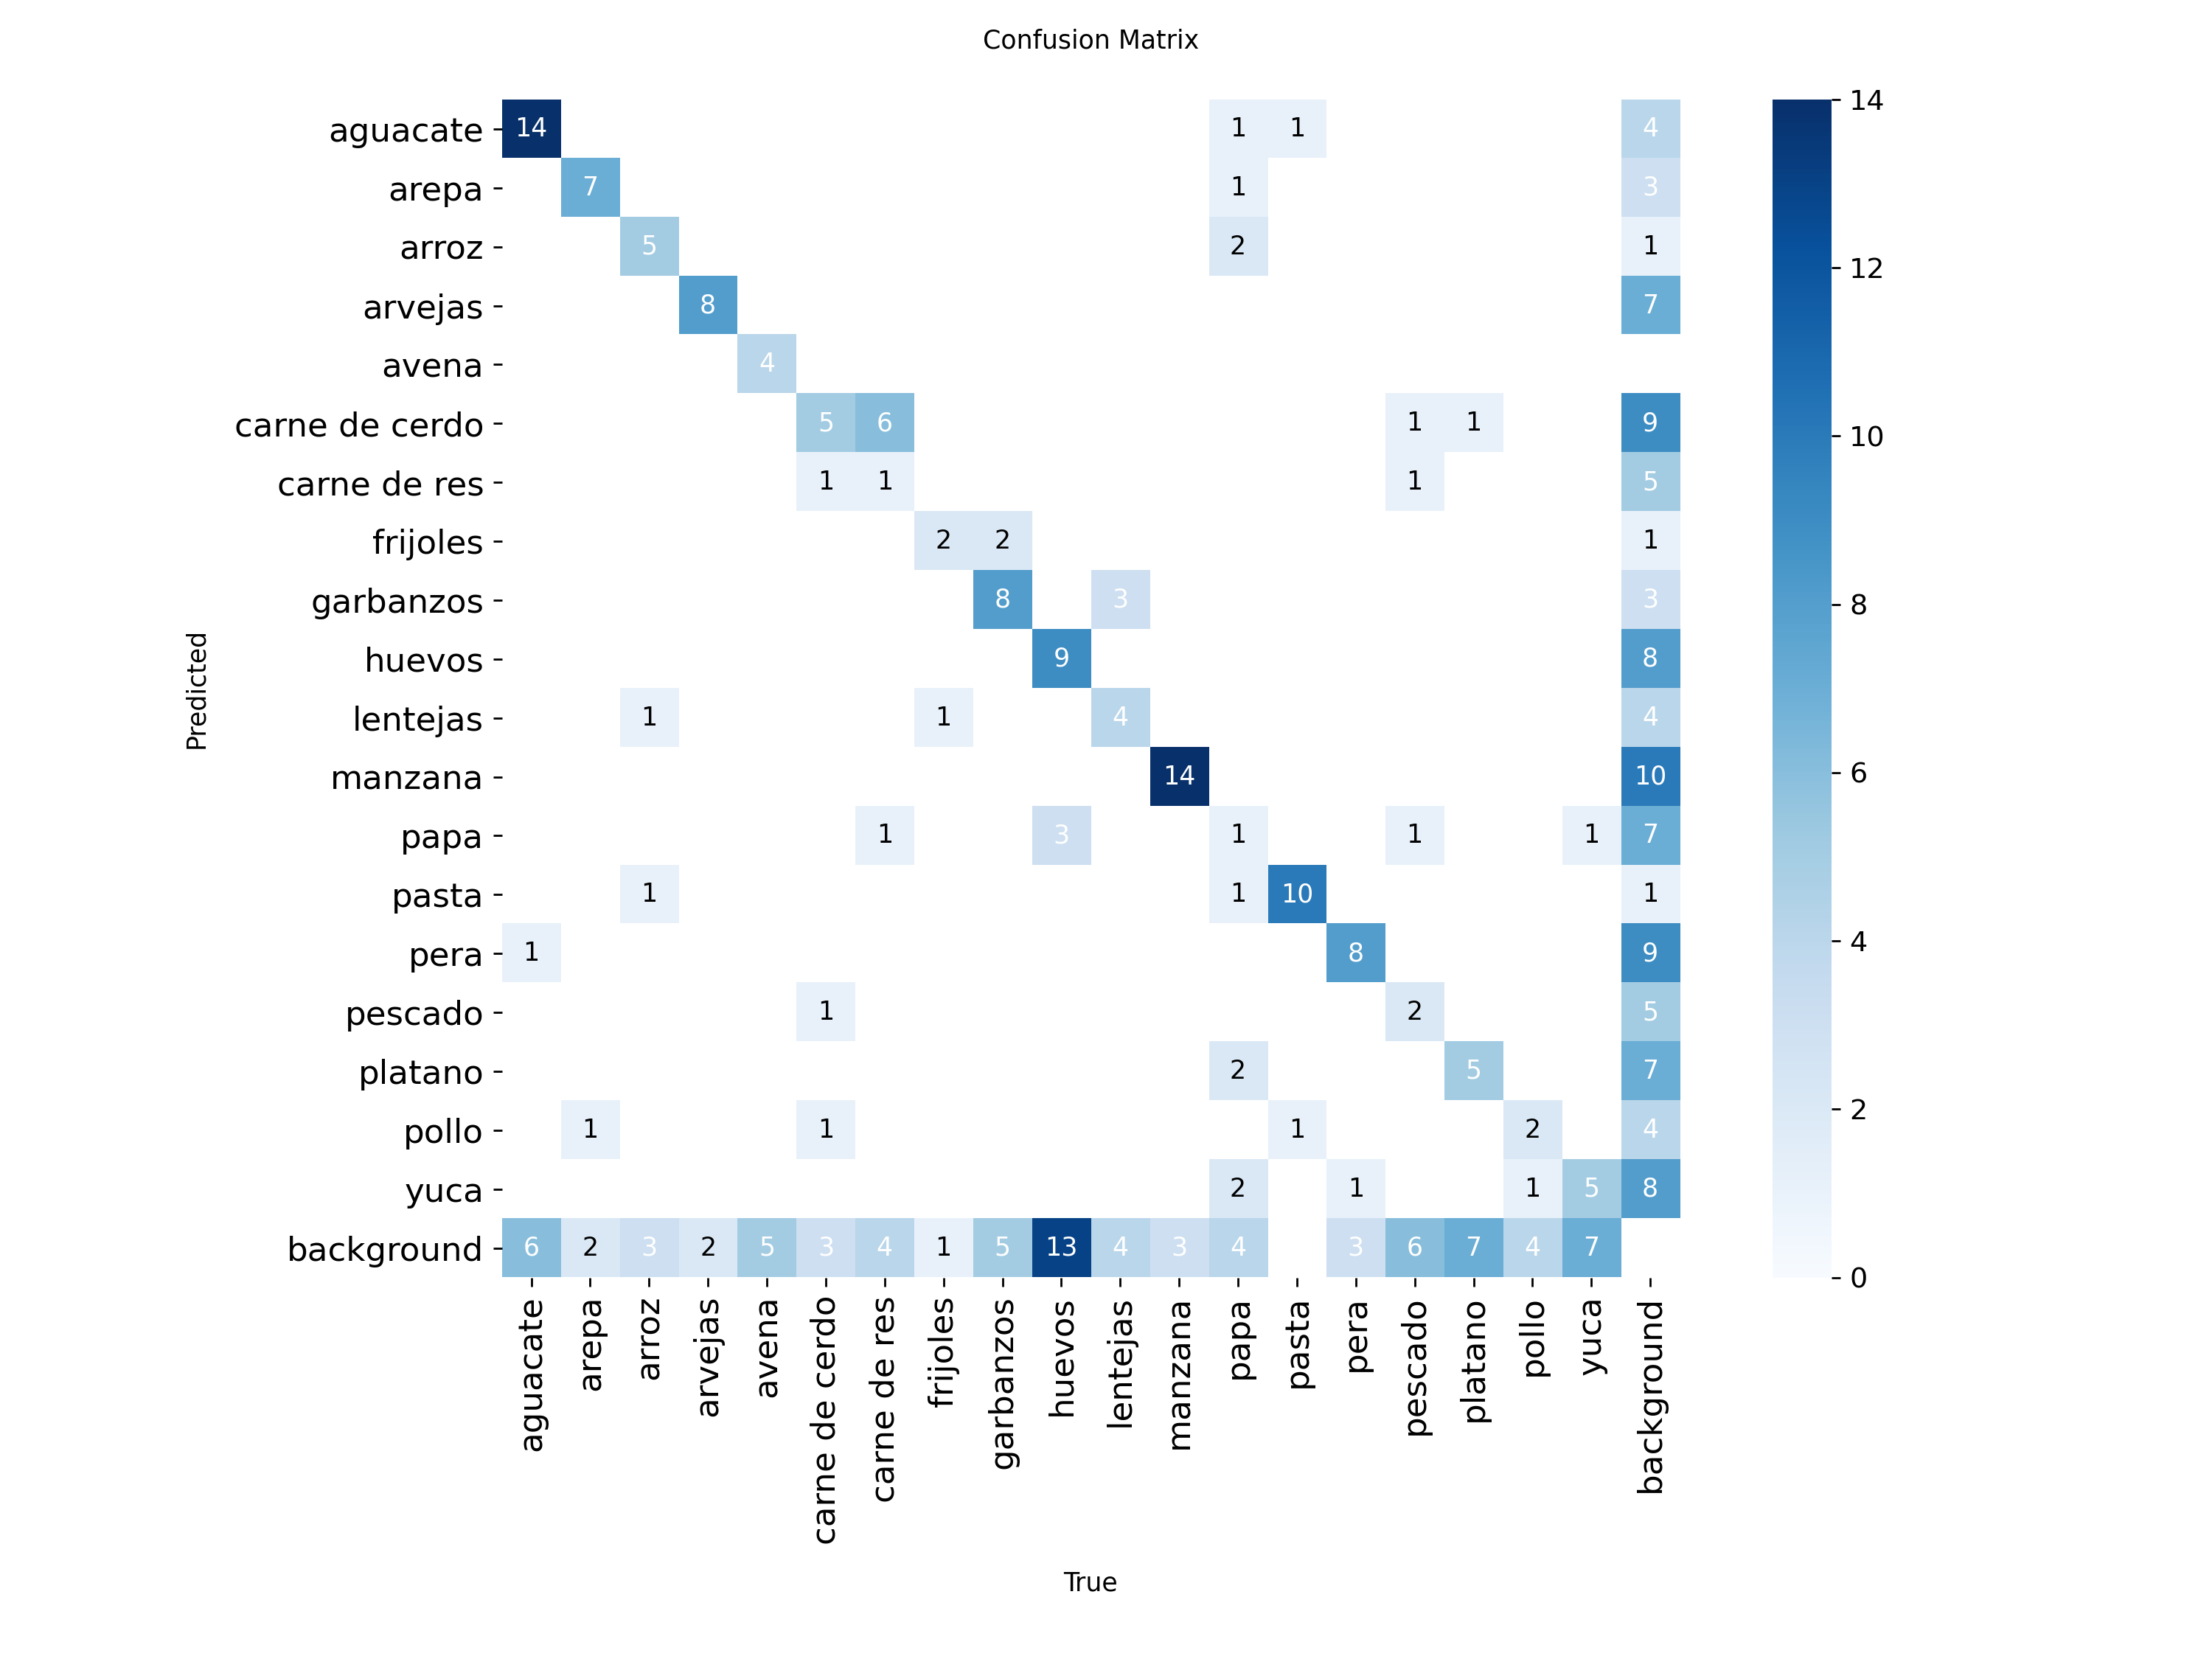 Confusion Matrix
aguacate 14 1 1 4
arepa 7 1 3
arroz 5 2 1
arvejas 8 7
avena 4
carne de cerdo 5 6 1 1 9
carne de res 1 1 1 5
frijoles 2 2 1
garbanzos 8 3 3
huevos 9 8
lentejas 1 1 4 4
manzana 14 10
papa 1 3 1 1 1 7
pasta 1 1 10 1
pera 1 8 9
pescado 1 2 5
platano 2 5 7
pollo 1 1 1 2 4
yuca 2 1 1 5 8
background 6 2 3 2 5 3 4 1 5 13 4 3 4 3 6 7 4 7
Predicted
aguacate
arepa
arroz
arvejas
avena
carne de cerdo
carne de res
frijoles
garbanzos
huevos
lentejas
manzana
papa
pasta
pera
pescado
platano
pollo
yuca
background
True
14
12
10
8
6
4
2
0